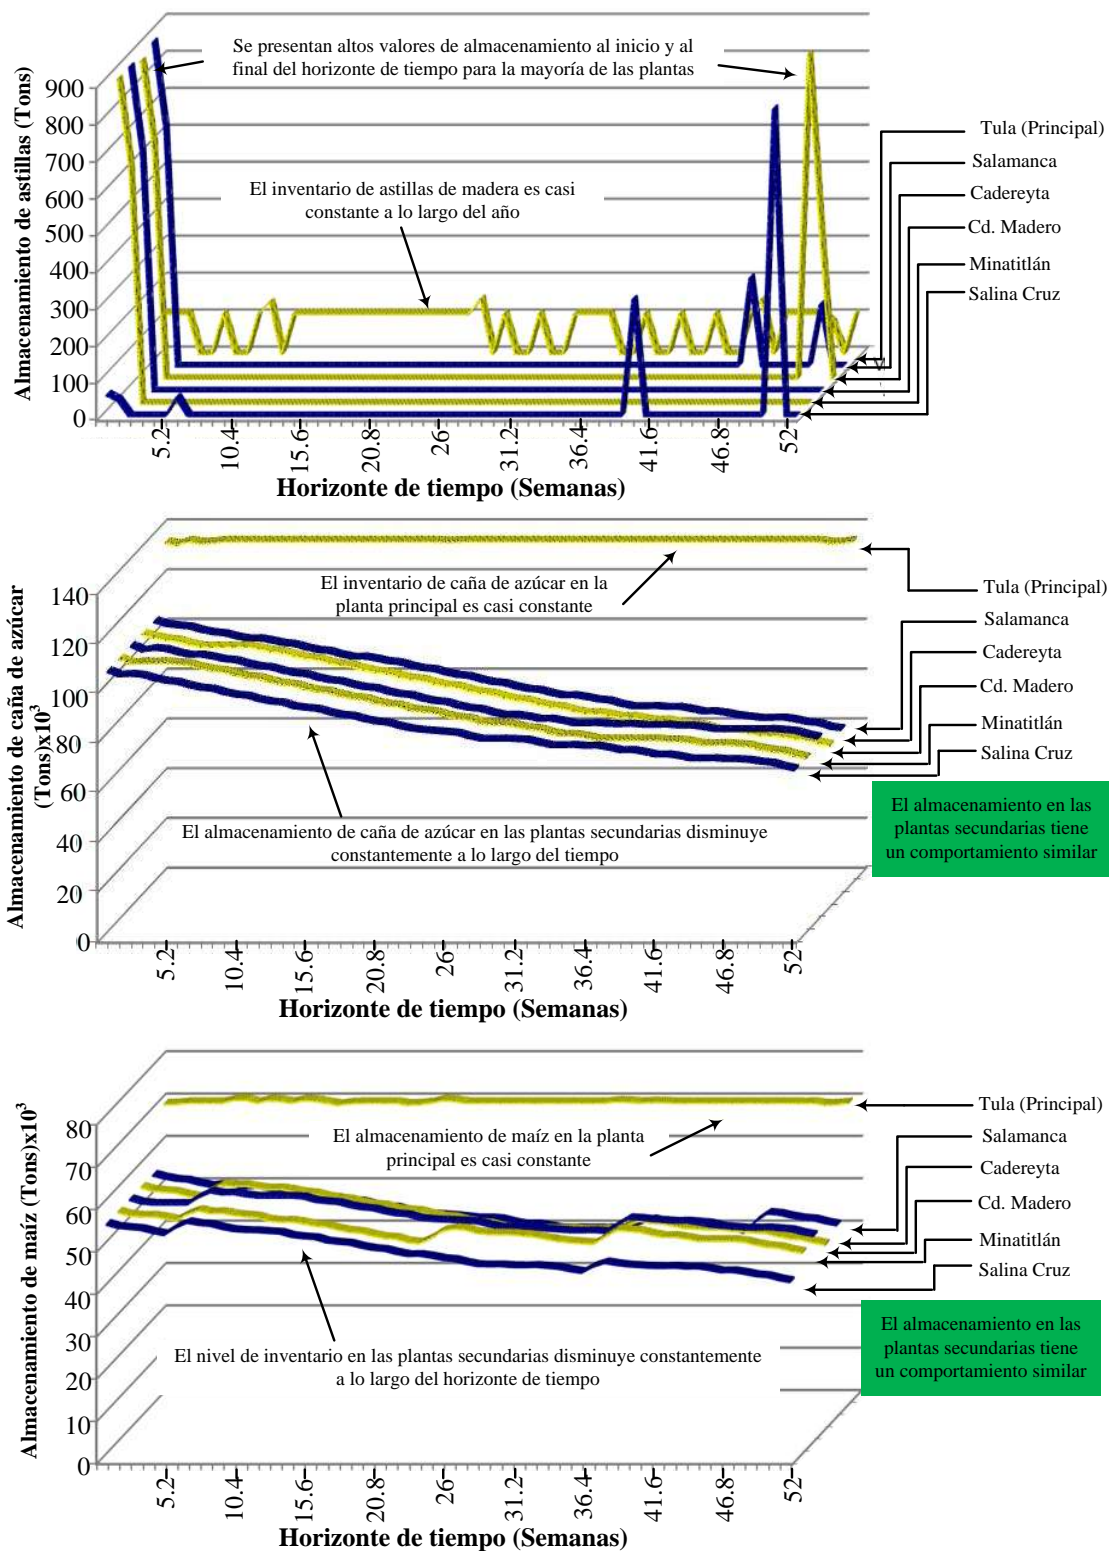 Se presentan altos valores de almacenamiento al inicio y al
final del horizonte de tiempo para la mayoría de las plantas
El inventario de astillas de madera es casi
constante a lo largo del año
Almacenamiento de astillas (Tons)
900
800
700
600
500
400
300
200
100
0
5.2
10.4
15.6
20.8
26
31.2
36.4
41.6
46.8
52
Horizonte de tiempo (Semanas)
Tula (Principal)
Salamanca
Cadereyta
Cd. Madero
Minatitlán
Salina Cruz
El inventario de caña de azúcar en la
planta principal es casi constante
El almacenamiento de caña de azúcar en las plantas secundarias disminuye
constantemente a lo largo del tiempo
Almacenamiento de caña de azúcar
(Tons)x10³
140
120
100
80
60
40
20
0
5.2
10.4
15.6
20.8
26
31.2
36.4
41.6
46.8
52
Horizonte de tiempo (Semanas)
Tula (Principal)
Salamanca
Cadereyta
Cd. Madero
Minatitlán
Salina Cruz
El almacenamiento en las
plantas secundarias tiene
un comportamiento similar
El almacenamiento de maíz en la planta
principal es casi constante
El nivel de inventario en las plantas secundarias disminuye constantemente
a lo largo del horizonte de tiempo
Almacenamiento de maíz (Tons)x10³
80
70
60
50
40
30
20
10
0
5.2
10.4
15.6
20.8
26
31.2
36.4
41.6
46.8
52
Horizonte de tiempo (Semanas)
Tula (Principal)
Salamanca
Cadereyta
Cd. Madero
Minatitlán
Salina Cruz
El almacenamiento en las
plantas secundarias tiene
un comportamiento similar